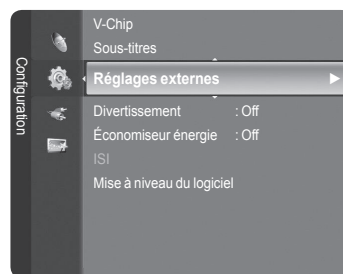 Configuration
V-Chip
Sous-titres
Réglages externes
Divertissement : Off
Économiseur énergie : Off
ISI
Mise à niveau du logiciel